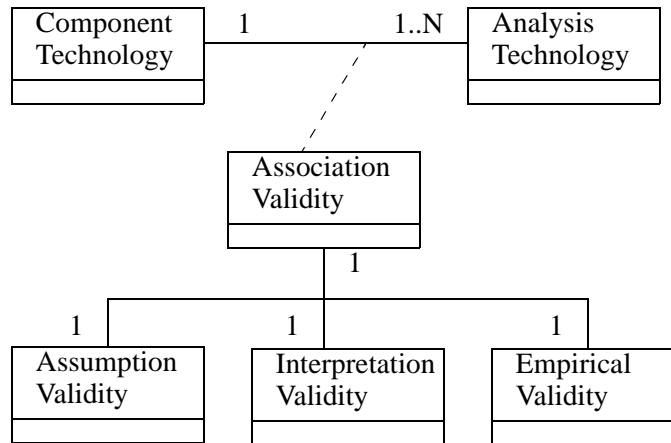 Component
Technology
1
1..N
Analysis
Technology
Association
Validity
1
1
1
1
Assumption
Validity
Interpretation
Validity
Empirical
Validity